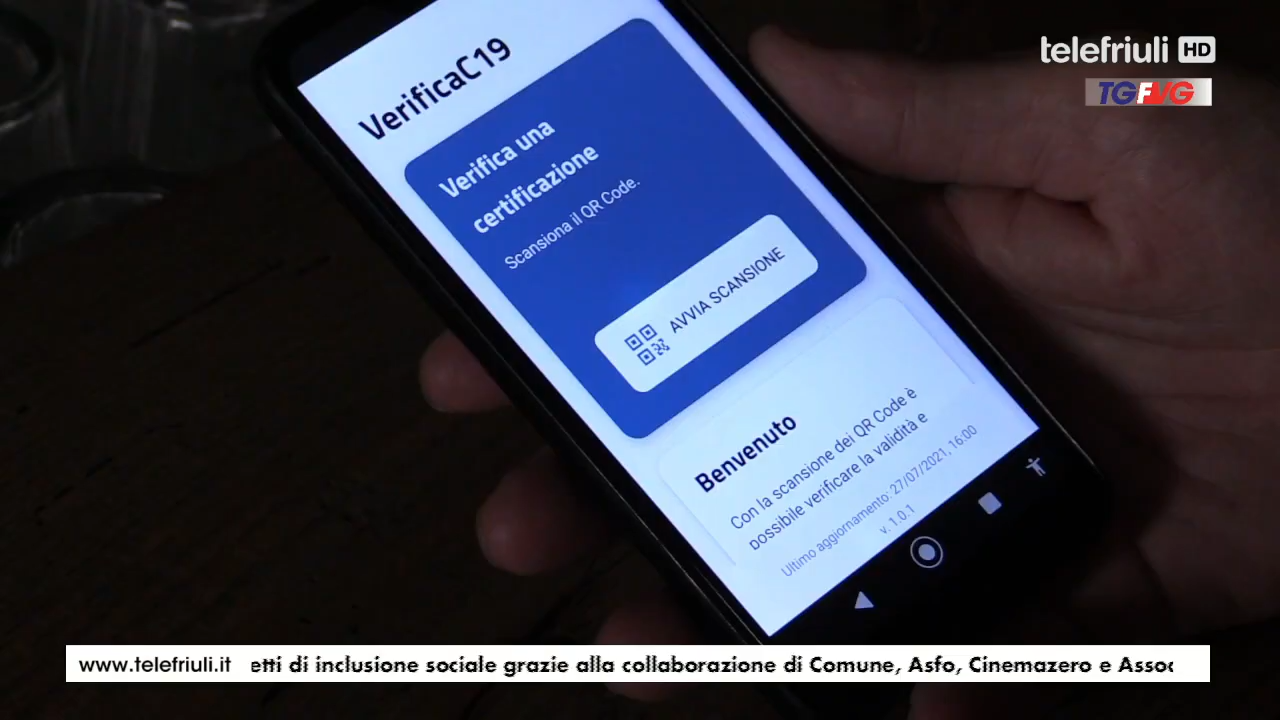 telefriuli HD
TGFVG
VerificaC19
Verifica una
certificazione
Scansiona il QR Code.
AVVIA SCANSIONE
Benvenuto
Con la scansione dei QR Code è
possibile verificare la validità e
Ultimo aggiornamento: 27/07/2021, 16:00
v. 1.0.1
www.telefriuli.it etti di inclusione sociale grazie alla collaborazione di Comune, Asfo, Cinemazero e Assoc